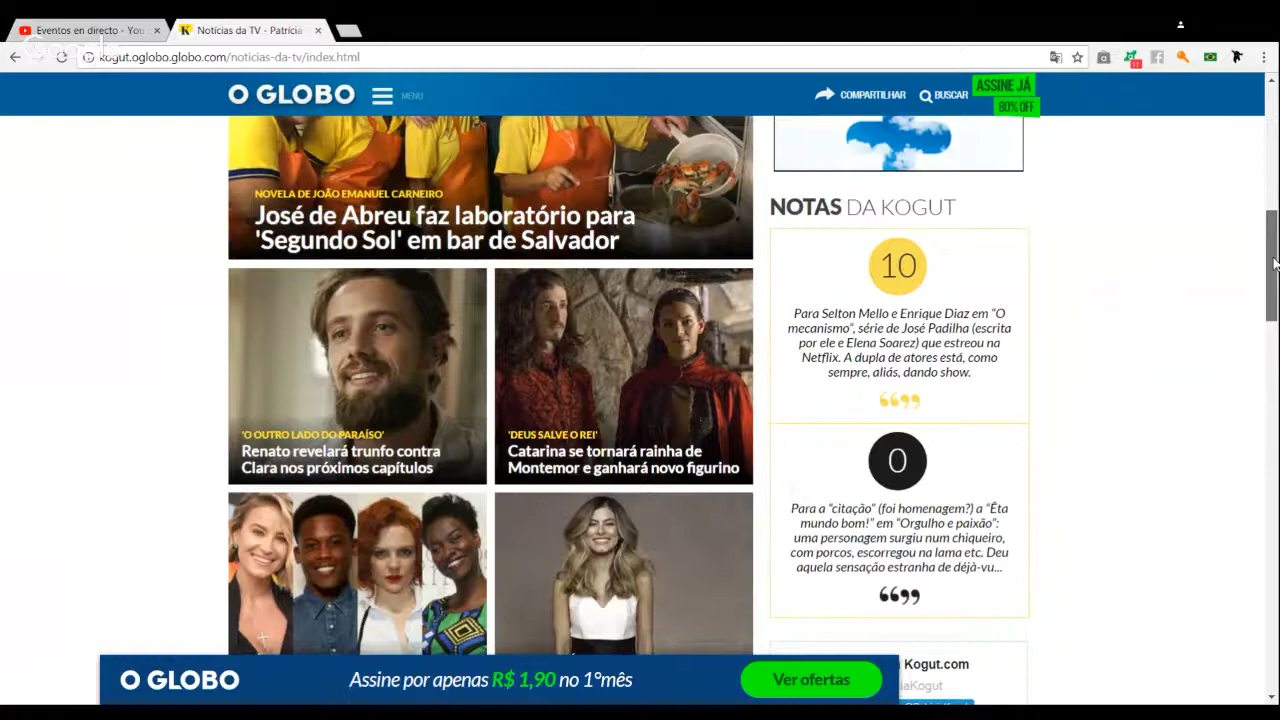 Eventos en directo - You
Notícias da TV - Patrícia
kogut.oglobo.globo.com/noticias-da-tv/index.html
17
O GLOBO
MENU
COMPARTILHAR
BUSCAR
ASSINE JÁ
80% OFF
NOVELA DE JOÃO EMANUEL CARNEIRO
José de Abreu faz laboratório para
'Segundo Sol' em bar de Salvador
'O OUTRO LADO DO PARAÍSO'
Renato revelará trunfo contra
Clara nos próximos capítulos
'DEUS SALVE O REI'
Catarina se tornará rainha de
Montemor e ganhará novo figurino
NOTAS DA KOGUT
10
Para Selton Mello e Enrique Diaz em “O
mecanismo”, série de José Padilha (escrita
por ele e Elena Soarez) que estreou na
Netflix. A dupla de atores está, como
sempre, aliás, dando show.
0
Para a “citação” (foi homenagem?) a “Êta
mundo bom!” em “Orgulho e paixão”:
uma personagem surgiu num chiqueiro,
com porcos, escorregou na lama etc. Deu
aquela sensação estranha de déjà-vu...
Kogut.com
iaKogut
O GLOBO
Assine por apenas R$ 1,90 no 1°mês
Ver ofertas